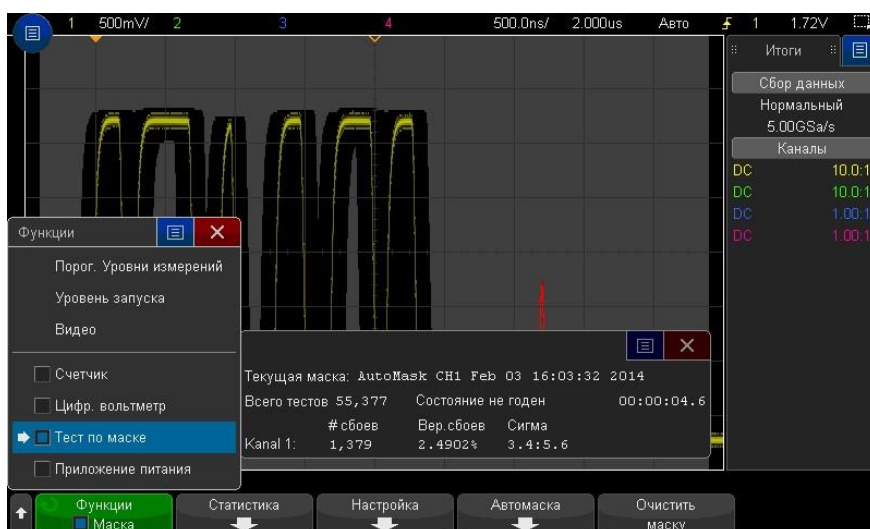 1 500mV/ 2 3 4 500.0ns/ 2.000us Авто 1 1.72V
Итоги
Сбор данных
Нормальный
5.00GSa/s
Каналы
DC 10.0:1
DC 10.0:1
DC 1.00:1
DC 1.00:1
Функции
Порог. Уровни измерений
Уровень запуска
Видео
Счетчик
Цифр. вольтметр
Тест по маске
Приложение питания
Текущая маска: AutoMask CH1 Feb 03 16:03:32 2014
Всего тестов 55,377 Состояние не годен 00:00:04.6
# сбоев Вер.сбоев Сигма
Kanal 1: 1,379 2.4902% 3.4:5.6
Функции Статистика Настройка Автомаска Очистить
Маска маску